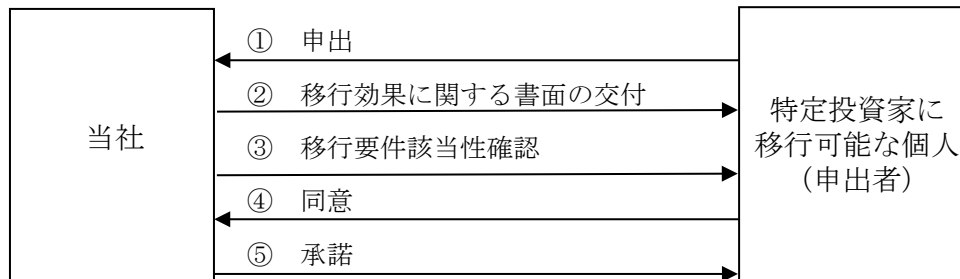 当社
① 申出
② 移行効果に関する書面の交付
③ 移行要件該当性確認
④ 同意
⑤ 承諾
特定投資家に
移行可能な個人
（申出者）